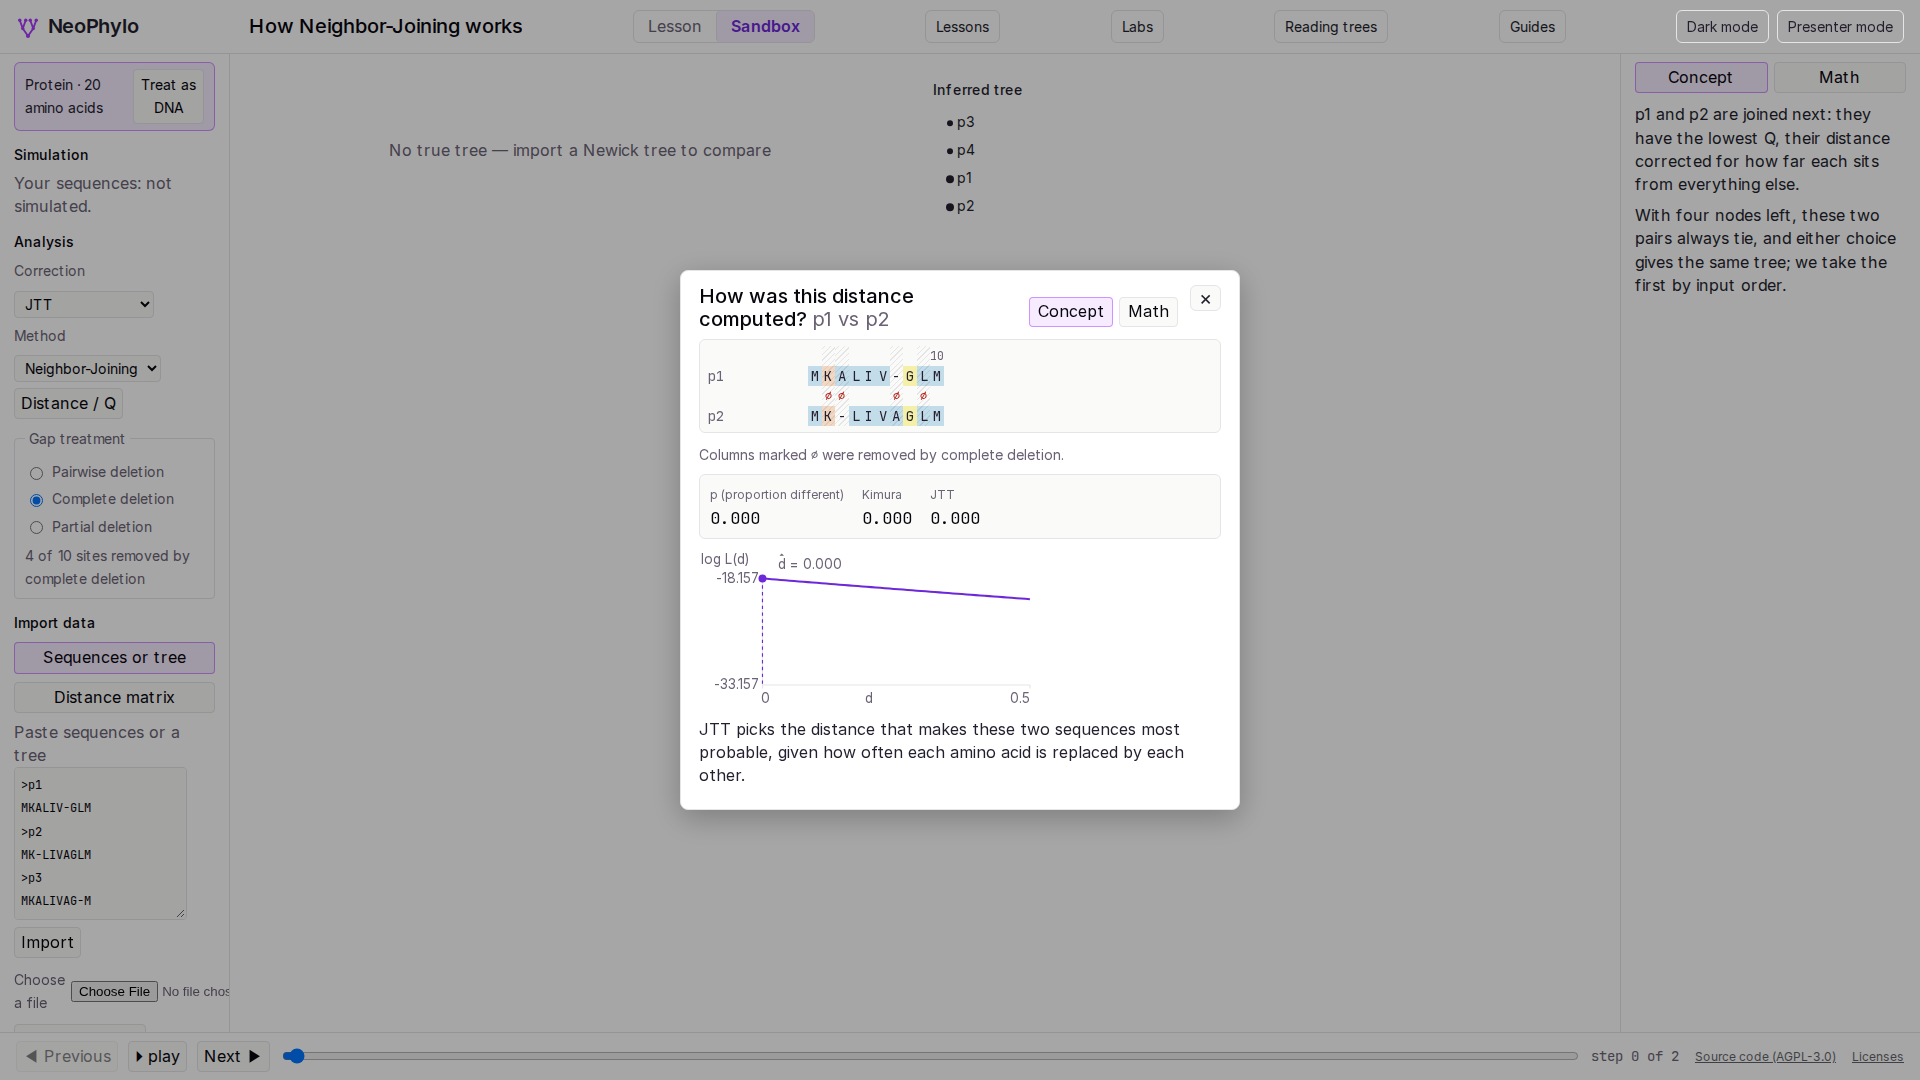 NeoPhylo
How Neighbor-Joining works
Lesson
Sandbox
Lessons
Labs
Reading trees
Guides
Dark mode
Presenter mode
Protein · 20
amino acids
Treat as
DNA
Simulation
Your sequences: not
simulated.
Analysis
Correction
JTT
Method
Neighbor-Joining
Distance / Q
Gap treatment
Pairwise deletion
Complete deletion
Partial deletion
4 of 10 sites removed by
complete deletion
Import data
Sequences or tree
Distance matrix
Paste sequences or a
tree
>p1
MKALIV-GLM
>p2
MK-LIVAGLM
>p3
MKALIVAG-M
Import
Choose
a file
Choose File
No file chos
No true tree — import a Newick tree to compare
Inferred tree
p3
p4
p1
p2
How was this distance
computed? p1 vs p2
Concept
Math
×
10
p1
MKALIV-GLM
ø ø ø ø
p2
MK-LIVAGLM
Columns marked ø were removed by complete deletion.
p (proportion different)
Kimura
JTT
0.000
0.000
0.000
log L(d)
d̂ = 0.000
-18.157
-33.157
0
d
0.5
JTT picks the distance that makes these two sequences most
probable, given how often each amino acid is replaced by each
other.
Concept
Math
p1 and p2 are joined next: they
have the lowest Q, their distance
corrected for how far each sits
from everything else.
With four nodes left, these two
pairs always tie, and either choice
gives the same tree; we take the
first by input order.
◀ Previous
⏵ play
Next ▶
step 0 of 2
Source code (AGPL-3.0)
Licenses